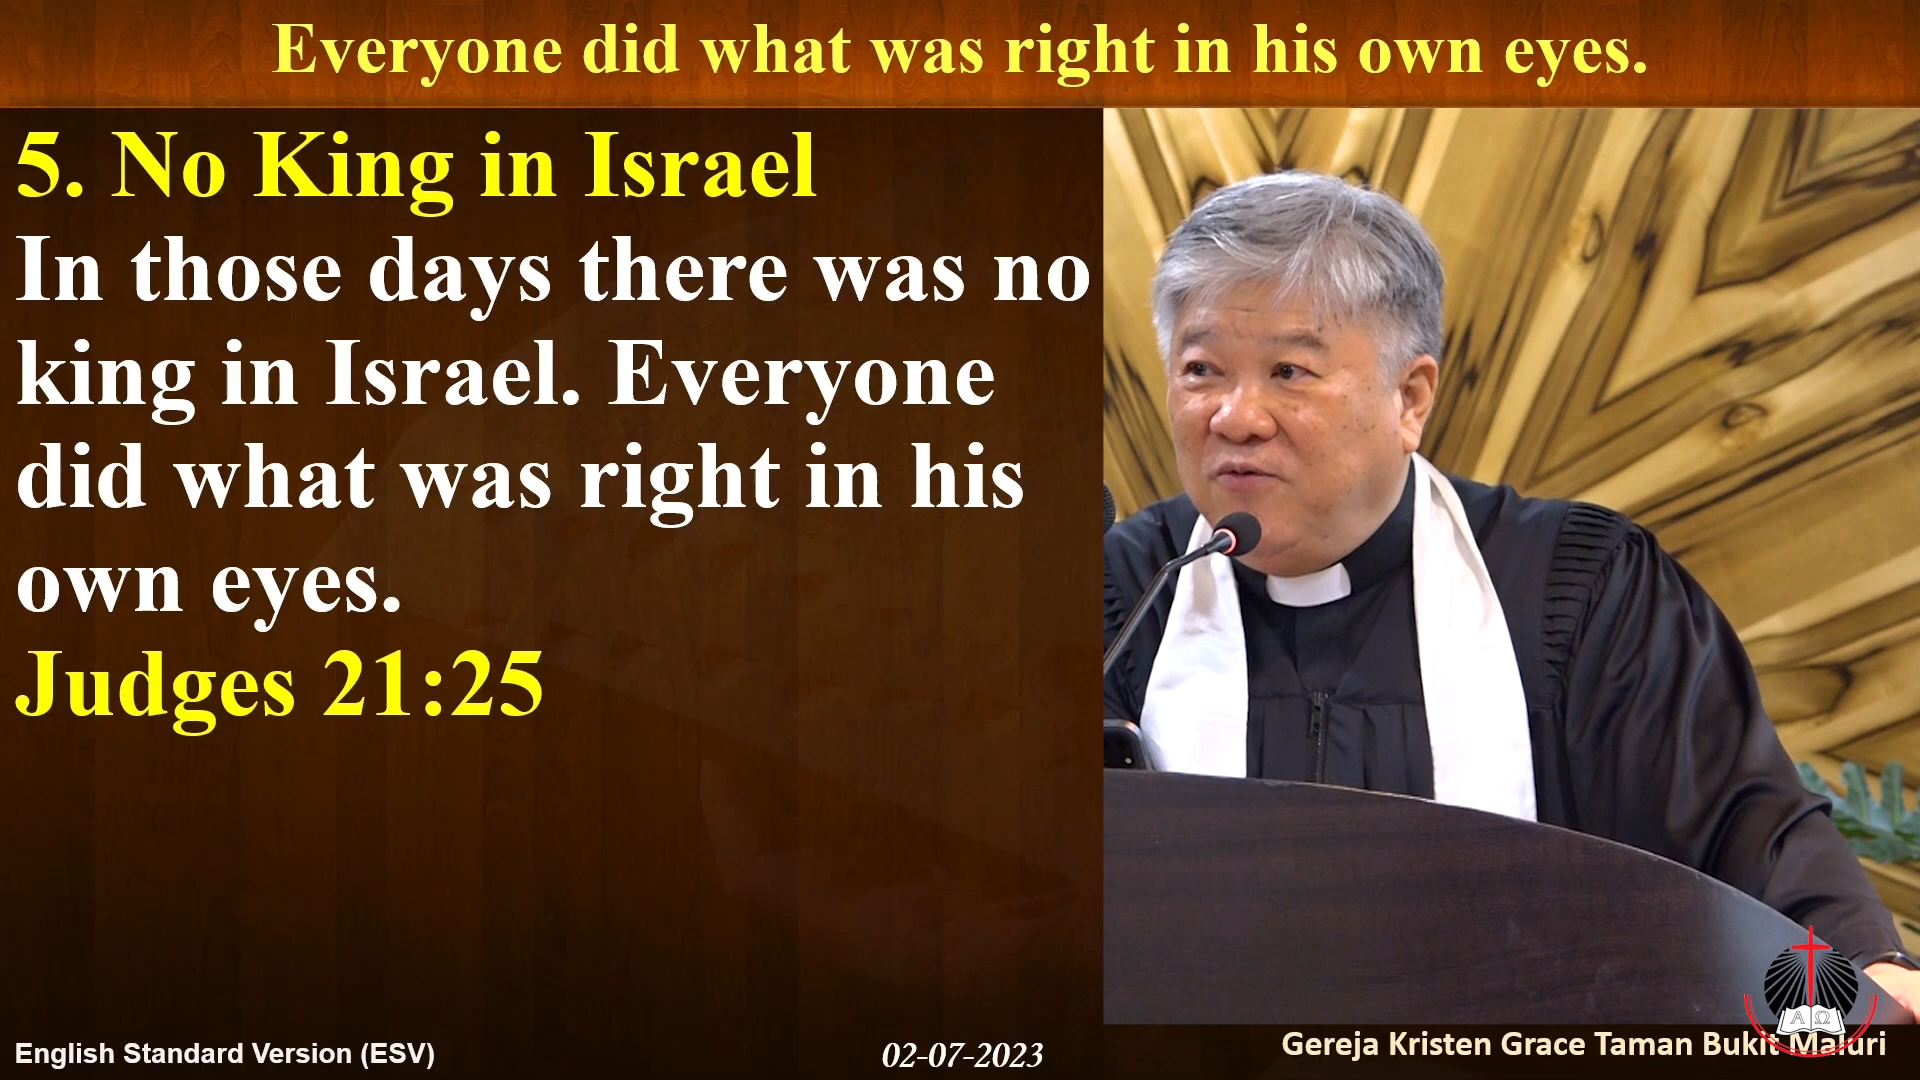 Everyone did what was right in his own eyes.
5. No King in Israel
In those days there was no
king in Israel. Everyone
did what was right in his
own eyes.
Judges 21:25
Α Ω
English Standard Version (ESV)
02-07-2023
Gereja Kristen Grace Taman Bukit Maluri